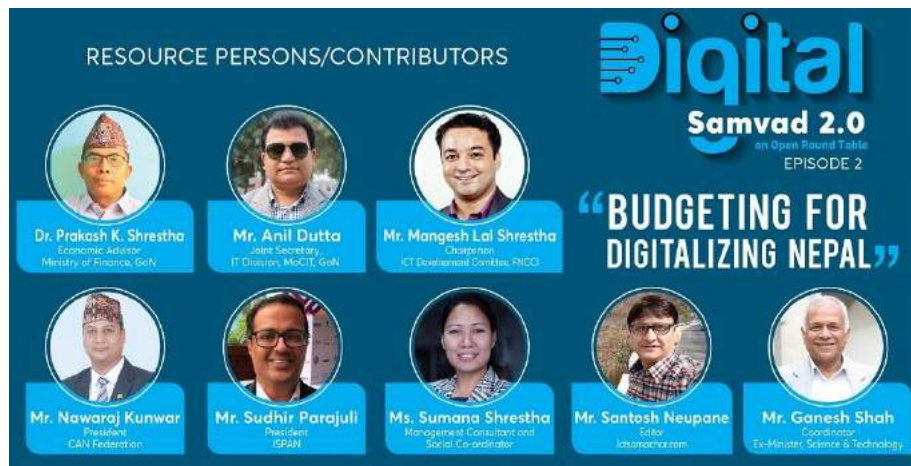 RESOURCE PERSONS/CONTRIBUTORS
Digital
Samvad 2.0
an Open Round Table
EPISODE 2
“BUDGETING FOR
DIGITALIZING NEPAL”
Dr. Prakash K. Shrestha
Economic Advisor
Ministry of Finance, GoN
Mr. Anil Dutta
Joint Secretary
IT Division, MoCIT, GoN
Mr. Mangesh Lal Shrestha
Chairperson
ICT Development Comittee, FNCCI
Mr. Nawaraj Kunwar
President
CAN Federation
Mr. Sudhir Parajuli
President
ISPAN
Ms. Sumana Shrestha
Management Consultant and
Social Co-ordinator
Mr. Santosh Neupane
Editor
ictsamachar.com
Mr. Ganesh Shah
Coordinator
Ex-Minister, Science & Technology